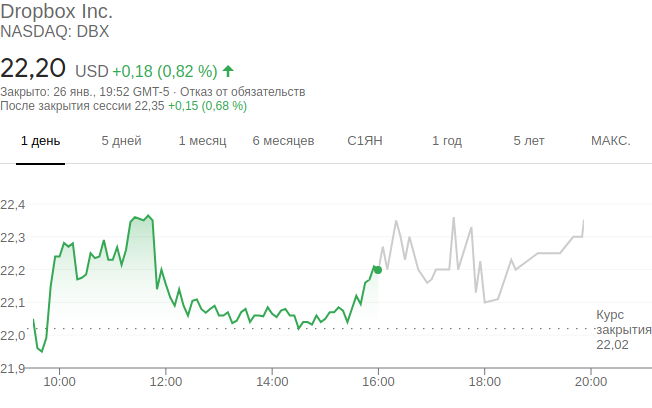 Dropbox Inc.
NASDAQ: DBX
22,20 USD +0,18 (0,82 %)
Закрыто: 26 янв., 19:52 GMT-5 · Отказ от обязательств
После закрытия сессии 22,35 +0,15 (0,68 %)
1 день 5 дней 1 месяц 6 месяцев С1ЯН 1 год 5 лет МАКС.
22,4
22,3
22,2
22,1
22,0
21,9
Курс
закрытия
22,02
10:00 12:00 14:00 16:00 18:00 20:00